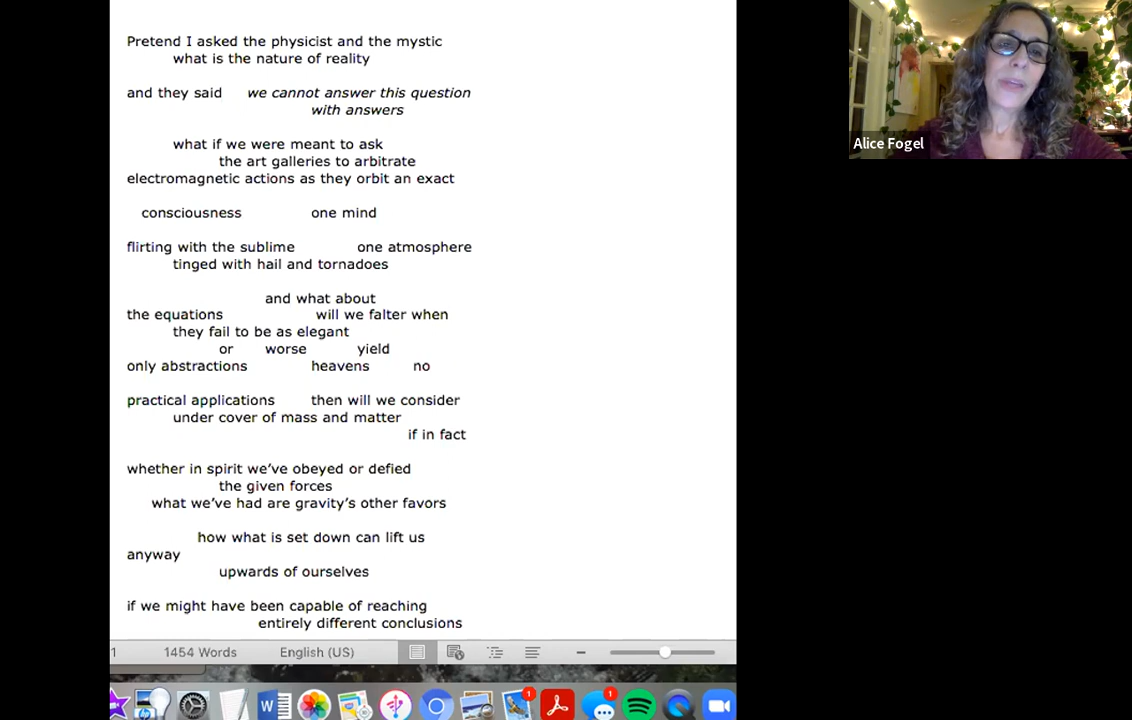 Pretend I asked the physicist and the mystic
what is the nature of reality
and they said we cannot answer this question
with answers
what if we were meant to ask
the art galleries to arbitrate
electromagnetic actions as they orbit an exact
consciousness one mind
flirting with the sublime one atmosphere
tinged with hail and tornadoes
and what about
the equations will we falter when
they fail to be as elegant
or worse yield
only abstractions heavens no
practical applications then will we consider
under cover of mass and matter
if in fact
whether in spirit we've obeyed or defied
the given forces
what we've had are gravity's other favors
how what is set down can lift us
anyway
upwards of ourselves
if we might have been capable of reaching
entirely different conclusions
1 1454 Words English (US)
W 1 1
Alice Fogel